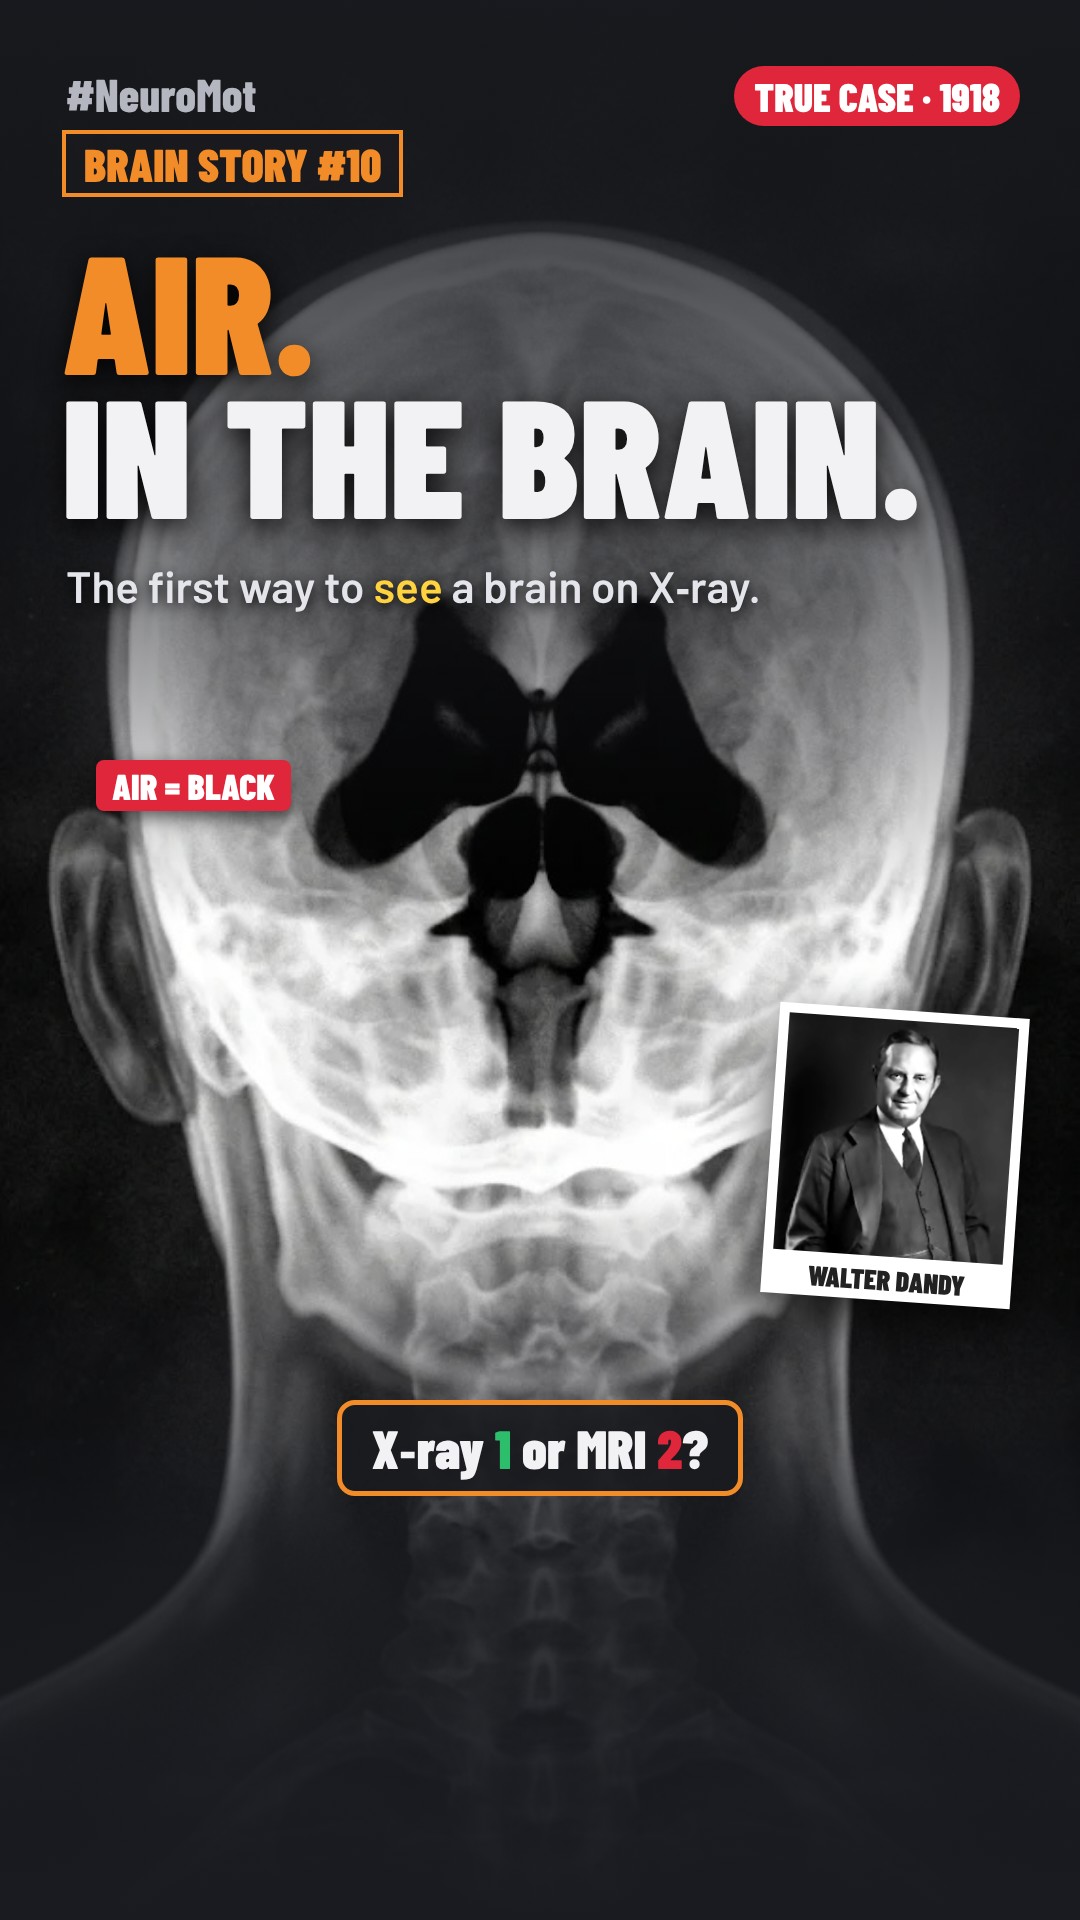 #NeuroMot
TRUE CASE · 1918
BRAIN STORY #10
AIR.
IN THE BRAIN.
The first way to see a brain on X-ray.
AIR = BLACK
WALTER DANDY
X-ray 1 or MRI 2?